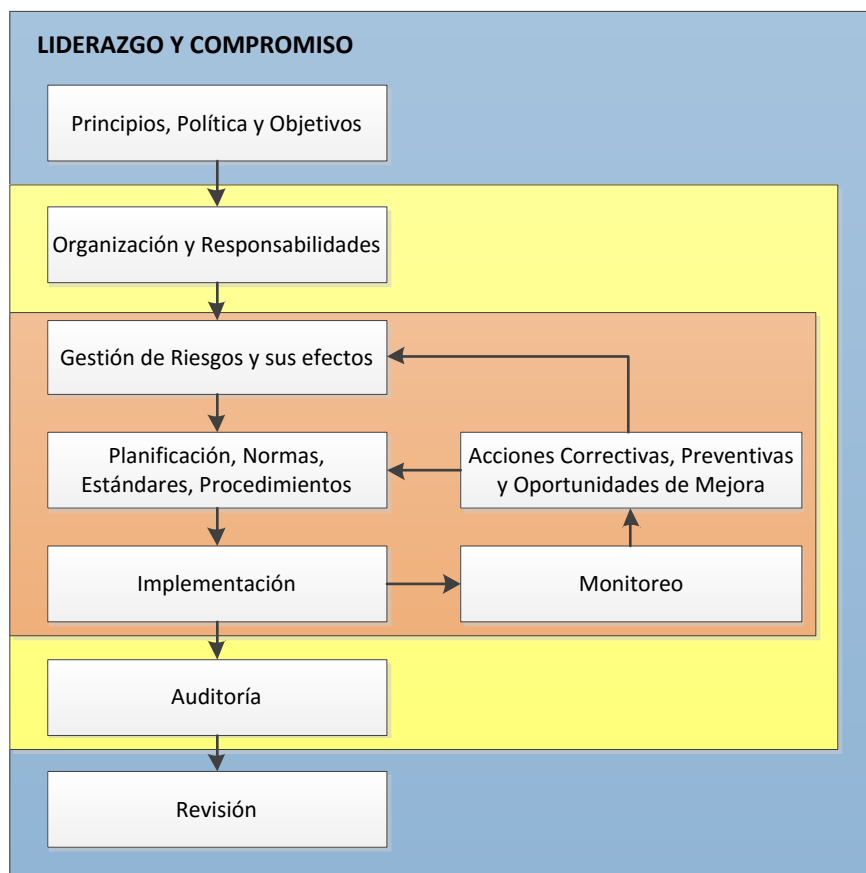 LIDERAZGO Y COMPROMISO
Principios, Política y Objetivos
Organización y Responsabilidades
Gestión de Riesgos y sus efectos
Planificación, Normas,
Estándares, Procedimientos
Acciones Correctivas, Preventivas
y Oportunidades de Mejora
Implementación
Monitoreo
Auditoría
Revisión